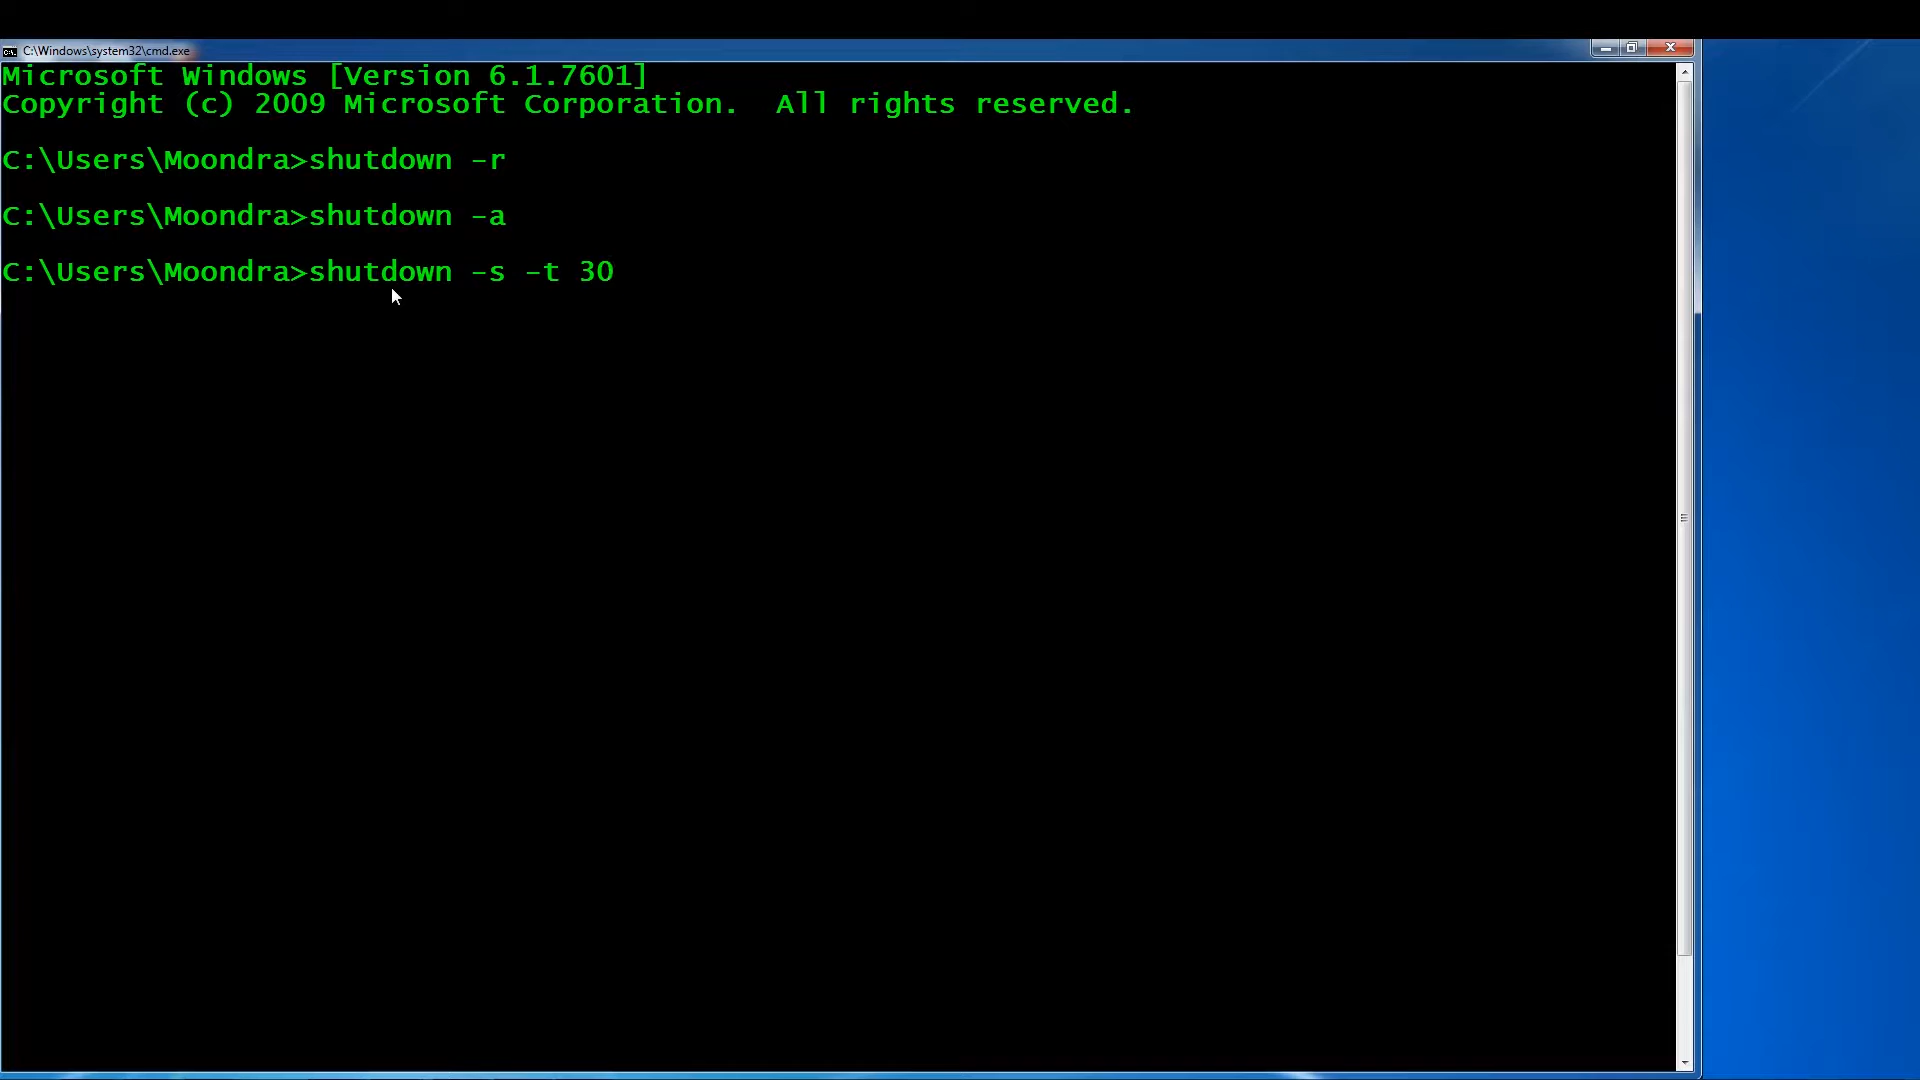 C:\Windows\system32\cmd.exe
Microsoft Windows [Version 6.1.7601]
Copyright (c) 2009 Microsoft Corporation.  All rights reserved.
C:\Users\Moondra>shutdown -r
C:\Users\Moondra>shutdown -a
C:\Users\Moondra>shutdown -s -t 30